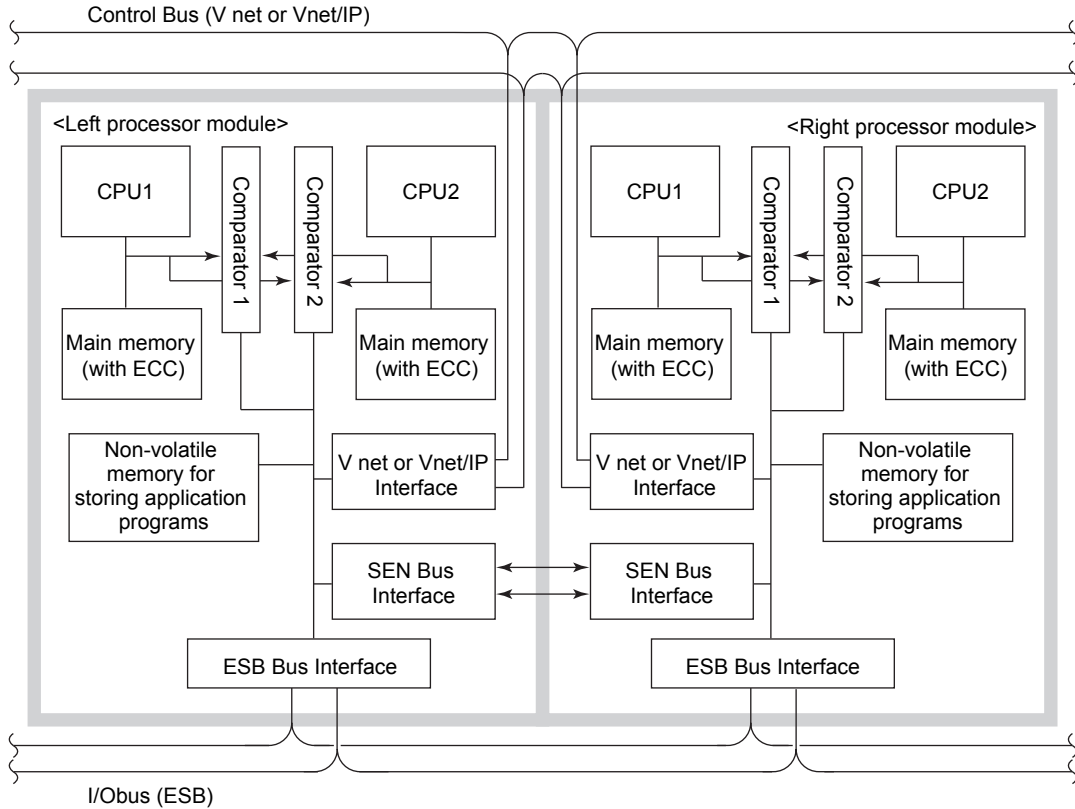 Control Bus (V net or Vnet/IP)
<Left processor module>
CPU1
Comparator 1
Comparator 2
CPU2
Main memory
(with ECC)
Main memory
(with ECC)
Non-volatile
memory for
storing application
programs
V net or Vnet/IP
Interface
SEN Bus
Interface
ESB Bus Interface
<Right processor module>
CPU1
Comparator 1
Comparator 2
CPU2
Main memory
(with ECC)
Main memory
(with ECC)
V net or Vnet/IP
Interface
Non-volatile
memory for
storing application
programs
SEN Bus
Interface
ESB Bus Interface
I/Obus (ESB)